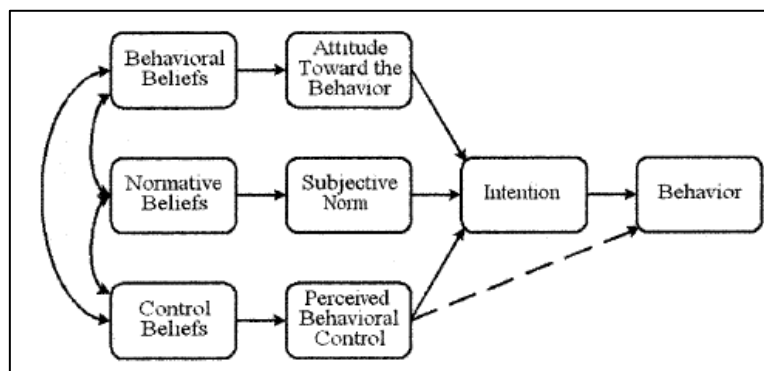 Behavioral
Beliefs
Attitude
Toward the
Behavior
Normative
Beliefs
Subjective
Norm
Intention
Behavior
Control
Beliefs
Perceived
Behavioral
Control